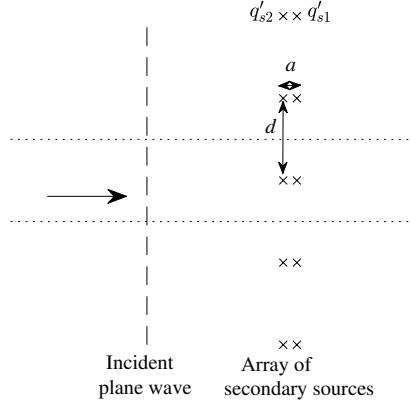 q′ₛ₂ ×× q′ₛ₁
a
d
Incident
plane wave
Array of
secondary sources